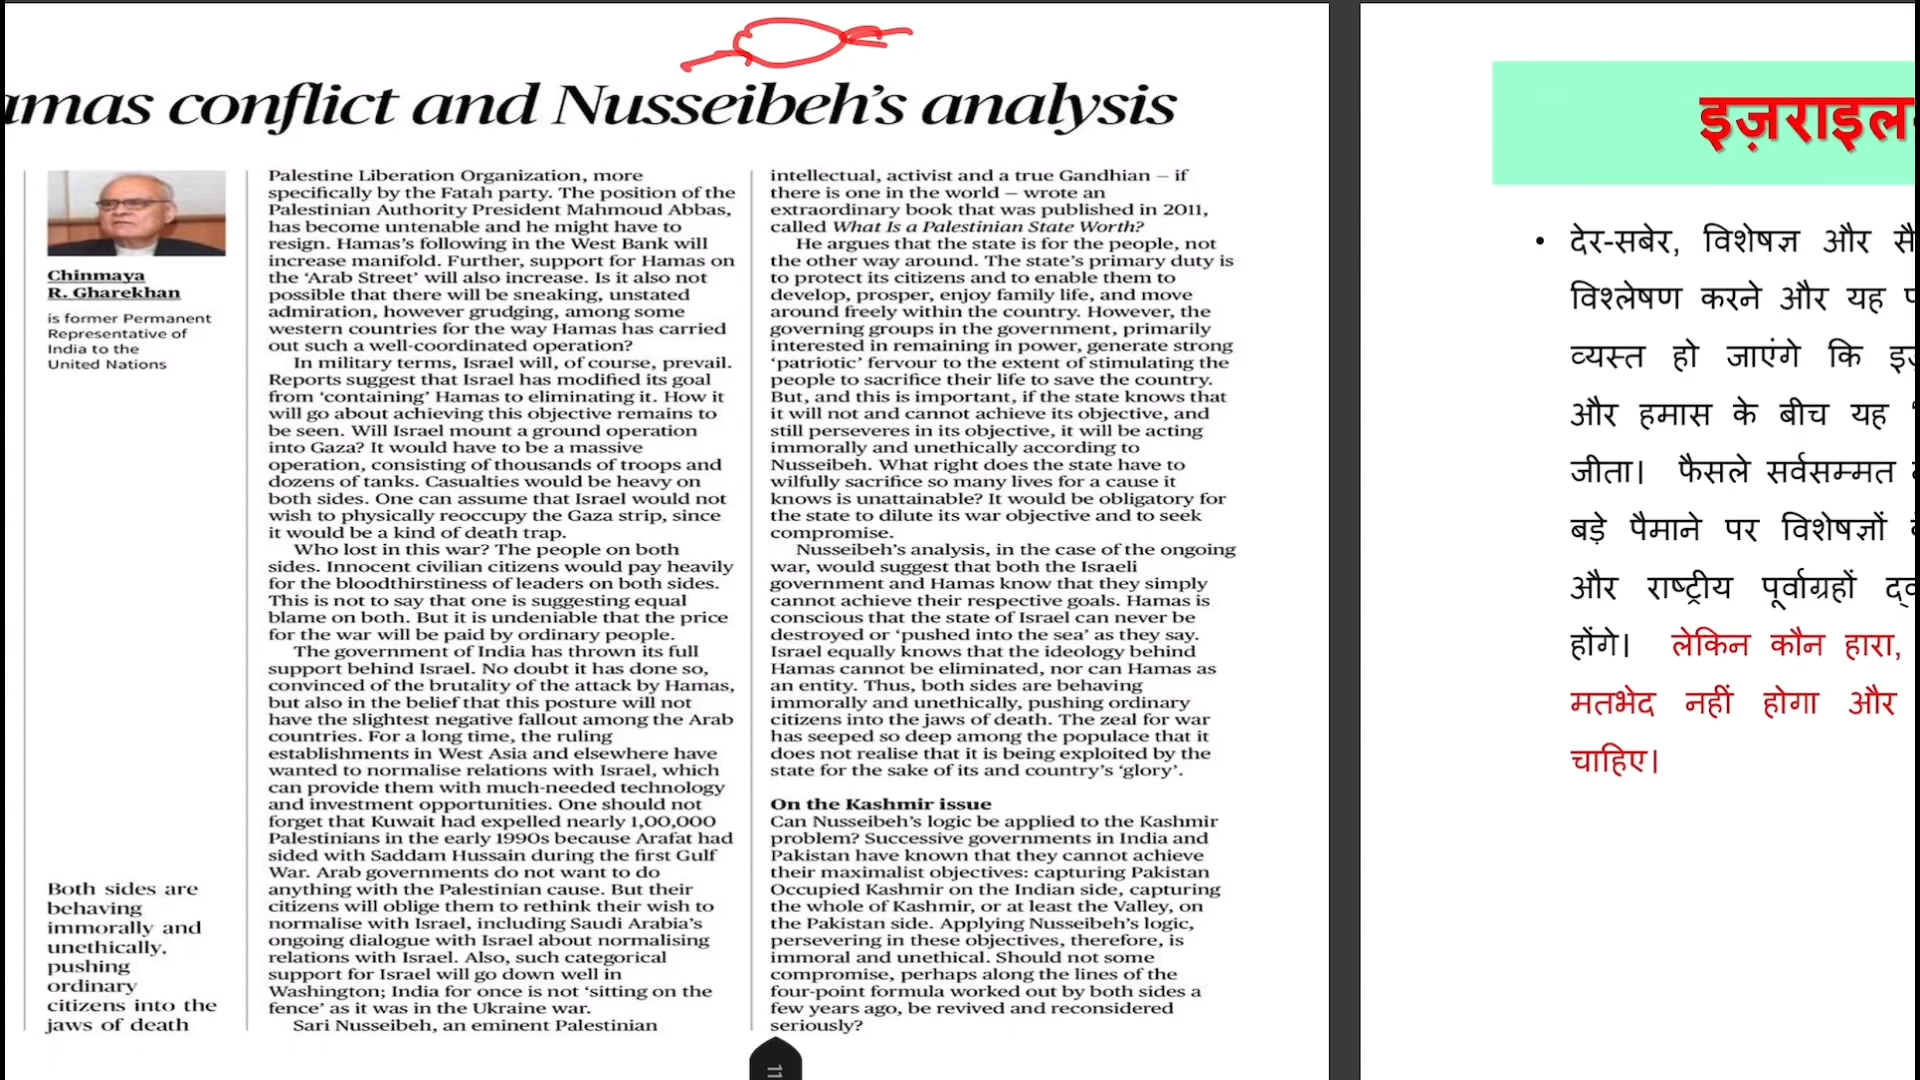 amas conflict and Nusseibeh's analysis
Chinmaya
R. Gharekhan
is former Permanent
Representative of
India to the
United Nations
Both sides are
behaving
immorally and
unethically,
pushing
ordinary
citizens into the
jaws of death
Palestine Liberation Organization, more
specifically by the Fatah party. The position of the
Palestinian Authority President Mahmoud Abbas,
has become untenable and he might have to
resign. Hamas's following in the West Bank will
increase manifold. Further, support for Hamas on
the 'Arab Street' will also increase. Is it also not
possible that there will be sneaking, unstated
admiration, however grudging, among some
western countries for the way Hamas has carried
out such a well-coordinated operation?
In military terms, Israel will, of course, prevail.
Reports suggest that Israel has modified its goal
from 'containing' Hamas to eliminating it. How it
will go about achieving this objective remains to
be seen. Will Israel mount a ground operation
into Gaza? It would have to be a massive
operation, consisting of thousands of troops and
dozens of tanks. Casualties would be heavy on
both sides. One can assume that Israel would not
wish to physically reoccupy the Gaza strip, since
it would be a kind of death trap.
Who lost in this war? The people on both
sides. Innocent civilian citizens would pay heavily
for the bloodthirstiness of leaders on both sides.
This is not to say that one is suggesting equal
blame on both. But it is undeniable that the price
for the war will be paid by ordinary people.
The government of India has thrown its full
support behind Israel. No doubt it has done so,
convinced of the brutality of the attack by Hamas,
but also in the belief that this posture will not
have the slightest negative fallout among the Arab
countries. For a long time, the ruling
establishments in West Asia and elsewhere have
wanted to normalise relations with Israel, which
can provide them with much-needed technology
and investment opportunities. One should not
forget that Kuwait had expelled nearly 1,00,000
Palestinians in the early 1990s because Arafat had
sided with Saddam Hussain during the first Gulf
War. Arab governments do not want to do
anything with the Palestinian cause. But their
citizens will oblige them to rethink their wish to
normalise with Israel, including Saudi Arabia's
ongoing dialogue with Israel about normalising
relations with Israel. Also, such categorical
support for Israel will go down well in
Washington; India for once is not 'sitting on the
fence' as it was in the Ukraine war.
Sari Nusseibeh, an eminent Palestinian
intellectual, activist and a true Gandhian – if
there is one in the world – wrote an
extraordinary book that was published in 2011,
called What Is a Palestinian State Worth?
He argues that the state is for the people, not
the other way around. The state's primary duty is
to protect its citizens and to enable them to
develop, prosper, enjoy family life, and move
around freely within the country. However, the
governing groups in the government, primarily
interested in remaining in power, generate strong
'patriotic' fervour to the extent of stimulating the
people to sacrifice their life to save the country.
But, and this is important, if the state knows that
it will not and cannot achieve its objective, and
still perseveres in its objective, it will be acting
immorally and unethically according to
Nusseibeh. What right does the state have to
wilfully sacrifice so many lives for a cause it
knows is unattainable? It would be obligatory for
the state to dilute its war objective and to seek
compromise.
Nusseibeh's analysis, in the case of the ongoing
war, would suggest that both the Israeli
government and Hamas know that they simply
cannot achieve their respective goals. Hamas is
conscious that the state of Israel can never be
destroyed or 'pushed into the sea' as they say.
Israel equally knows that the ideology behind
Hamas cannot be eliminated, nor can Hamas as
an entity. Thus, both sides are behaving
immorally and unethically, pushing ordinary
citizens into the jaws of death. The zeal for war
has seeped so deep among the populace that it
does not realise that it is being exploited by the
state for the sake of its and country's 'glory'.
On the Kashmir issue
Can Nusseibeh's logic be applied to the Kashmir
problem? Successive governments in India and
Pakistan have known that they cannot achieve
their maximalist objectives: capturing Pakistan
Occupied Kashmir on the Indian side, capturing
the whole of Kashmir, or at least the Valley, on
the Pakistan side. Applying Nusseibeh's logic,
persevering in these objectives, therefore, is
immoral and unethical. Should not some
compromise, perhaps along the lines of the
four-point formula worked out by both sides a
few years ago, be revived and reconsidered
seriously?
11
इज़राइल
• देर-सबेर, विशेषज्ञ और
विश्लेषण करने और यह
व्यस्त हो जाएंगे कि
और हमास के बीच यह
जीता। फैसले सर्वसम्मत
बड़े पैमाने पर विशेषज्ञों
और राष्ट्रीय पूर्वाग्रहों
होंगे। लेकिन कौन हारा,
मतभेद नहीं होगा और
चाहिए।